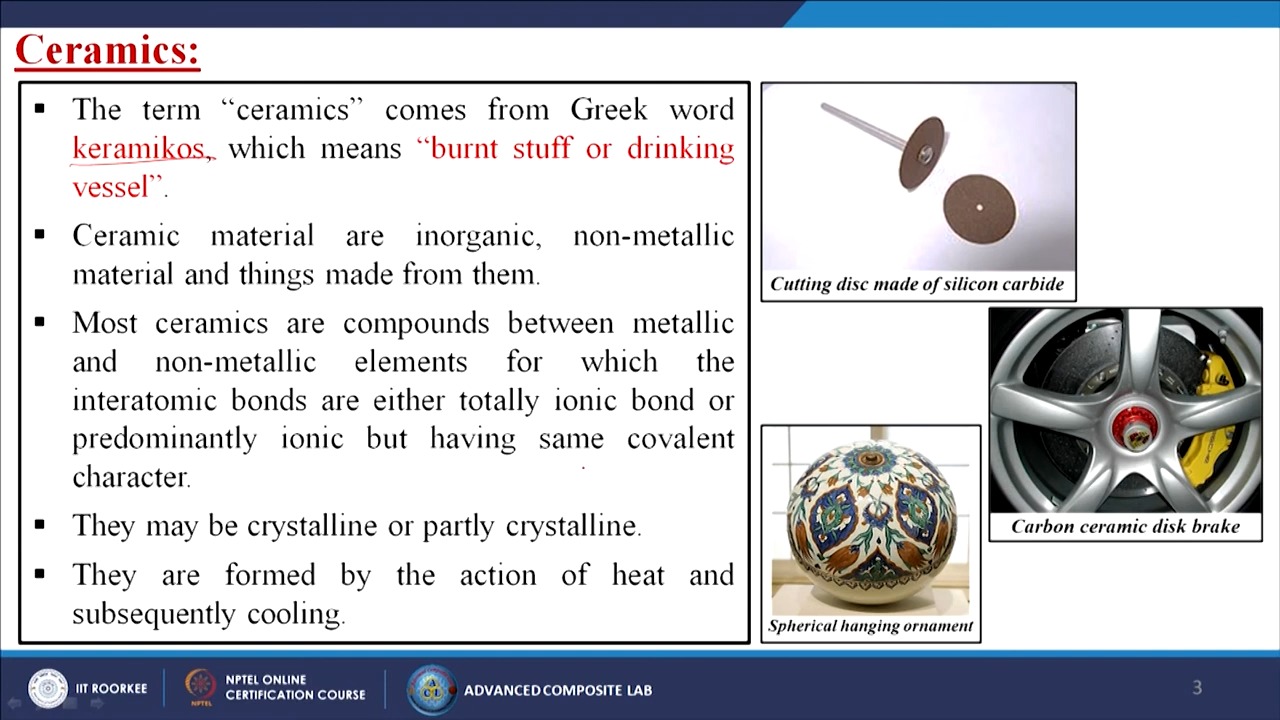 Ceramics:
▪ The term “ceramics” comes from Greek word
keramikos, which means “burnt stuff or drinking
vessel”.
▪ Ceramic material are inorganic, non-metallic
material and things made from them.
▪ Most ceramics are compounds between metallic
and non-metallic elements for which the
interatomic bonds are either totally ionic bond or
predominantly ionic but having same covalent
character.
▪ They may be crystalline or partly crystalline.
▪ They are formed by the action of heat and
subsequently cooling.
Cutting disc made of silicon carbide
Carbon ceramic disk brake
Spherical hanging ornament
IIT ROORKEE
NPTEL
NPTEL ONLINE
CERTIFICATION COURSE
ADVANCED COMPOSITE LAB
3